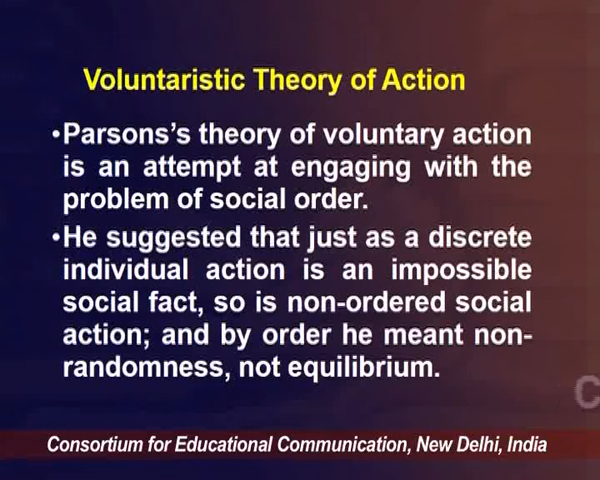 Voluntaristic Theory of Action
•Parsons's theory of voluntary action
is an attempt at engaging with the
problem of social order.
•He suggested that just as a discrete
individual action is an impossible
social fact, so is non-ordered social
action; and by order he meant non-
randomness, not equilibrium.
C
Consortium for Educational Communication, New Delhi, India